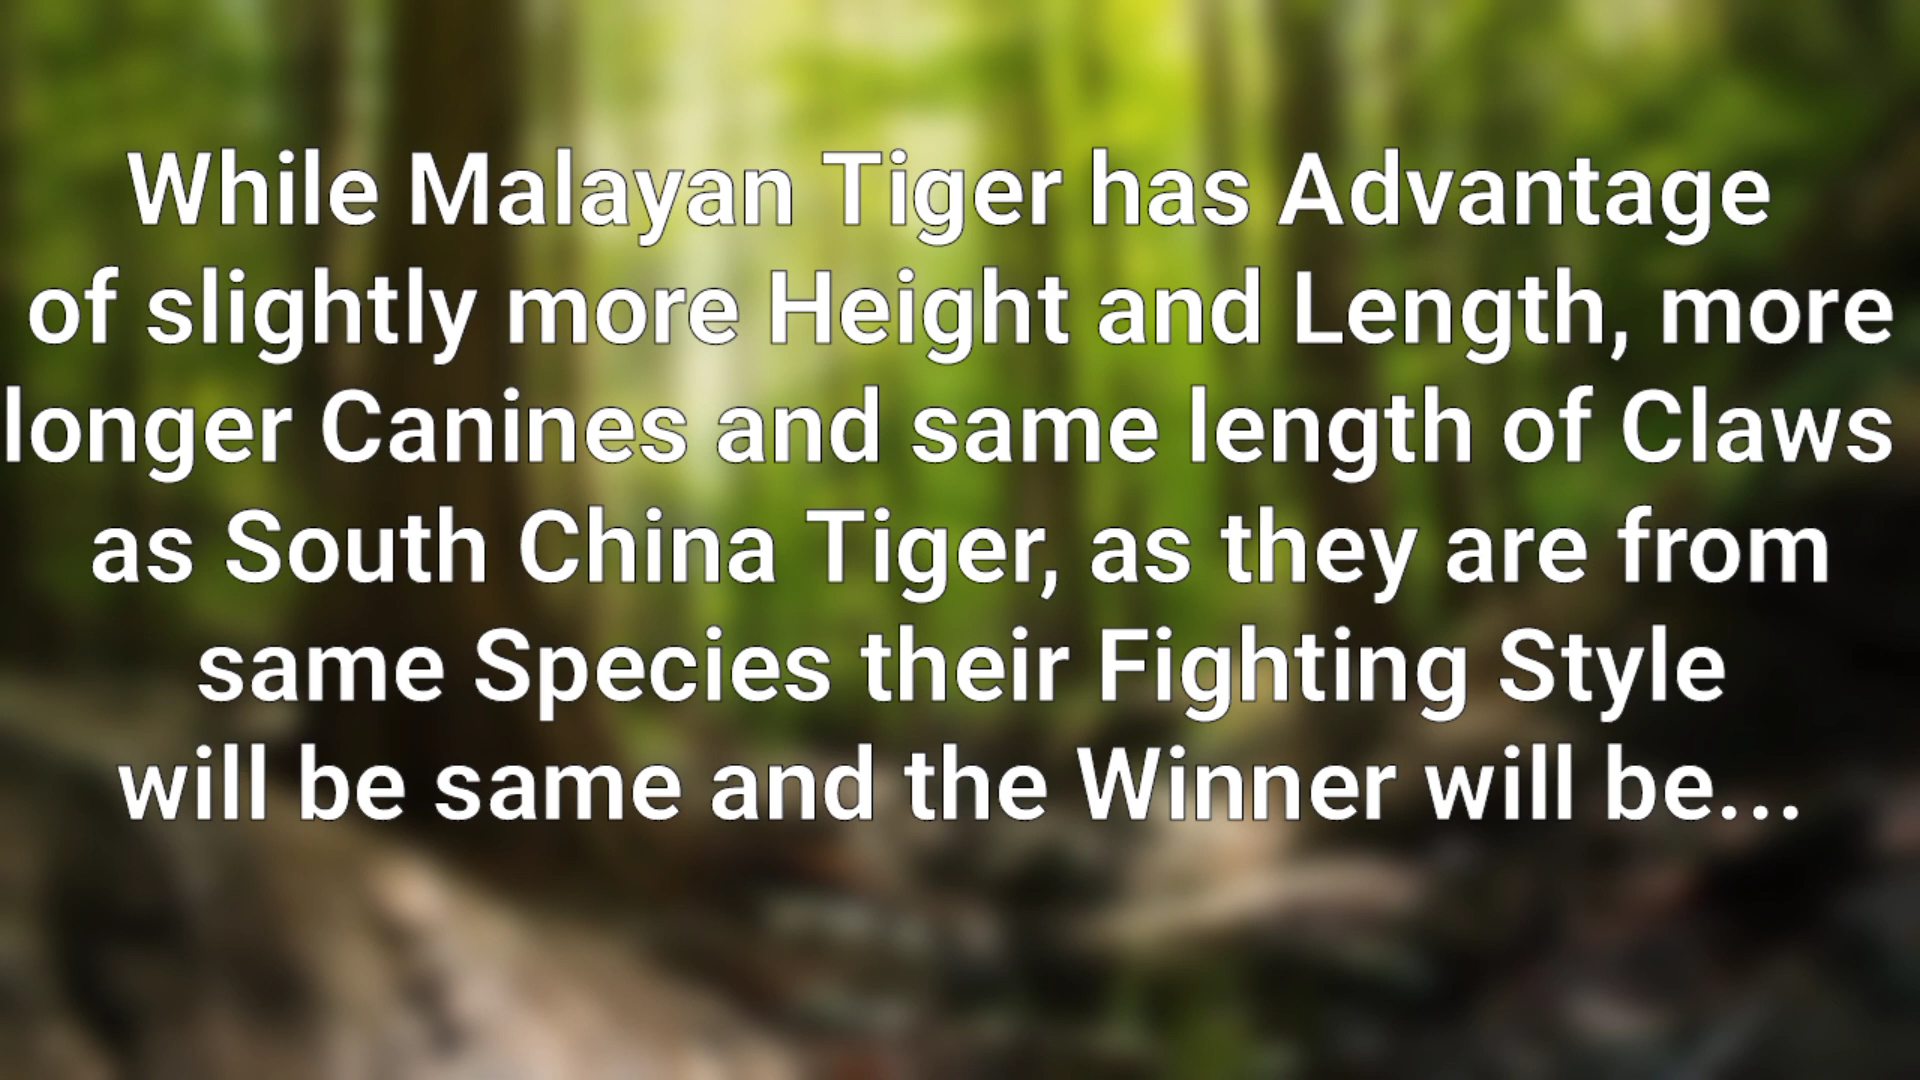 While Malayan Tiger has Advantage
of slightly more Height and Length, more
longer Canines and same length of Claws
as South China Tiger, as they are from
same Species their Fighting Style
will be same and the Winner will be...